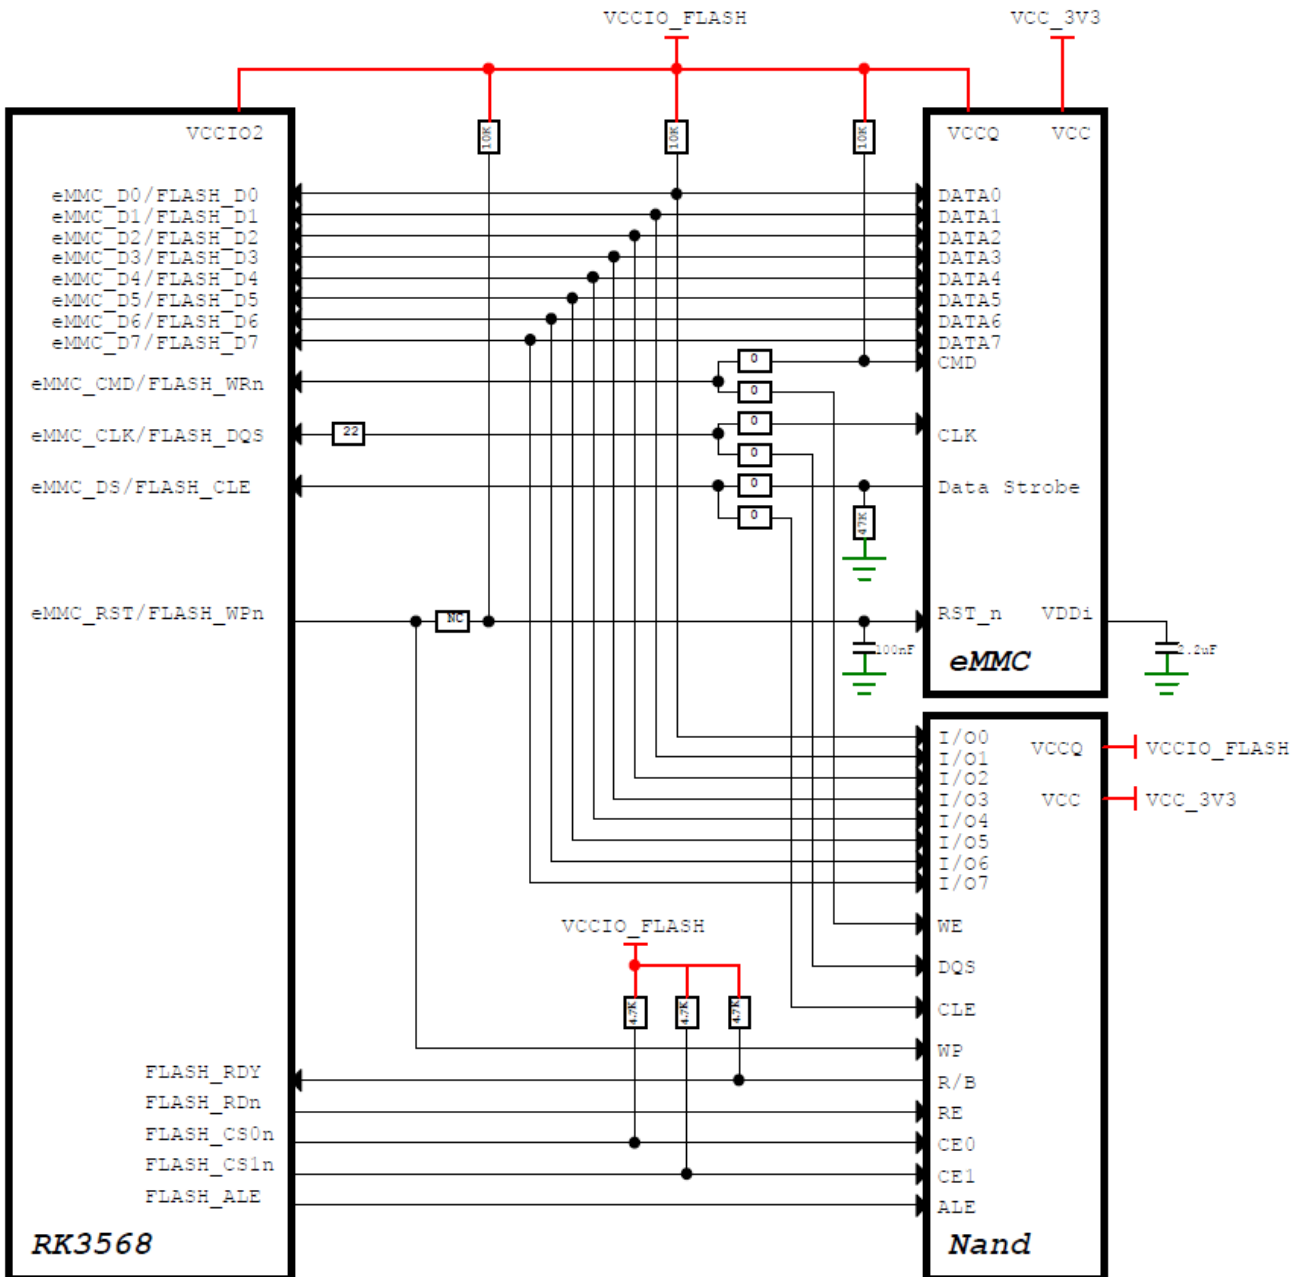 VCCIO_FLASH VCC_3V3
VCCIO2 10K 10K 10K VCCQ VCC
eMMC_D0/FLASH_D0 DATA0
eMMC_D1/FLASH_D1 DATA1
eMMC_D2/FLASH_D2 DATA2
eMMC_D3/FLASH_D3 DATA3
eMMC_D4/FLASH_D4 DATA4
eMMC_D5/FLASH_D5 DATA5
eMMC_D6/FLASH_D6 DATA6
eMMC_D7/FLASH_D7 DATA7
0 CMD
eMMC_CMD/FLASH_WRn 0
0
eMMC_CLK/FLASH_DQS 22 CLK
0
eMMC_DS/FLASH_CLE 0 Data Strobe
0 47K
eMMC_RST/FLASH_WPn NC RST_n VDDi
100nF 2.2uF
eMMC
I/O0 VCCQ VCCIO_FLASH
I/O1
I/O2
I/O3 VCC VCC_3V3
I/O4
I/O5
I/O6
I/O7
VCCIO_FLASH WE
DQS
4.7K 4.7K 4.7K CLE
WP
FLASH_RDY R/B
FLASH_RDn RE
FLASH_CS0n CE0
FLASH_CS1n CE1
FLASH_ALE ALE
RK3568 Nand